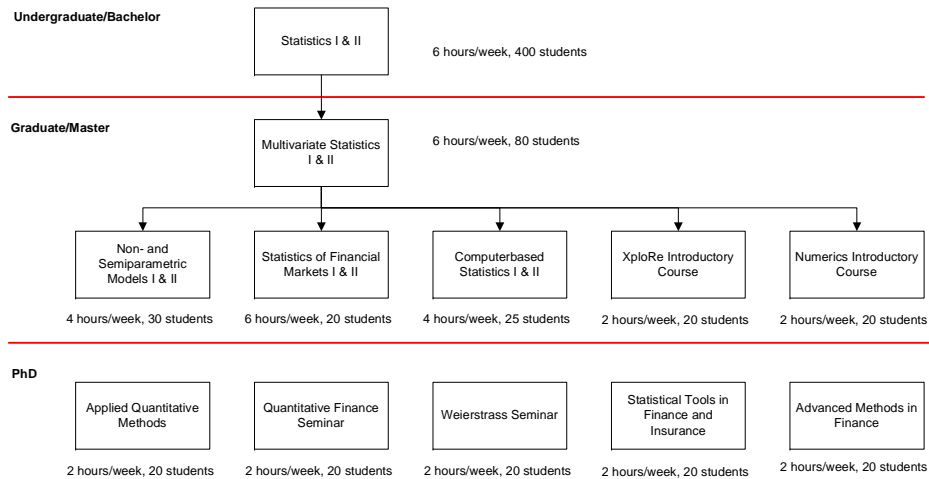 Undergraduate/Bachelor
Statistics I & II
6 hours/week, 400 students
Graduate/Master
Multivariate Statistics
I & II
6 hours/week, 80 students
Non- and
Semiparametric
Models I & II
4 hours/week, 30 students
Statistics of Financial
Markets I & II
6 hours/week, 20 students
Computerbased
Statistics I & II
4 hours/week, 25 students
XploRe Introductory
Course
2 hours/week, 20 students
Numerics Introductory
Course
2 hours/week, 20 students
PhD
Applied Quantitative
Methods
2 hours/week, 20 students
Quantitative Finance
Seminar
2 hours/week, 20 students
Weierstrass Seminar
2 hours/week, 20 students
Statistical Tools in
Finance and
Insurance
2 hours/week, 20 students
Advanced Methods in
Finance
2 hours/week, 20 students